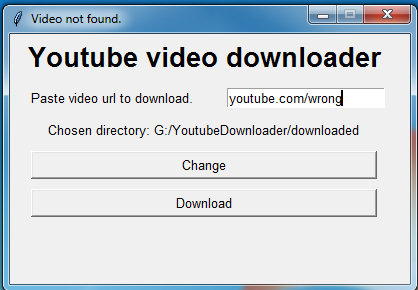 Video not found.
Youtube video downloader
Paste video url to download. youtube.com/wrong
Chosen directory: G:/YoutubeDownloader/downloaded
Change
Download